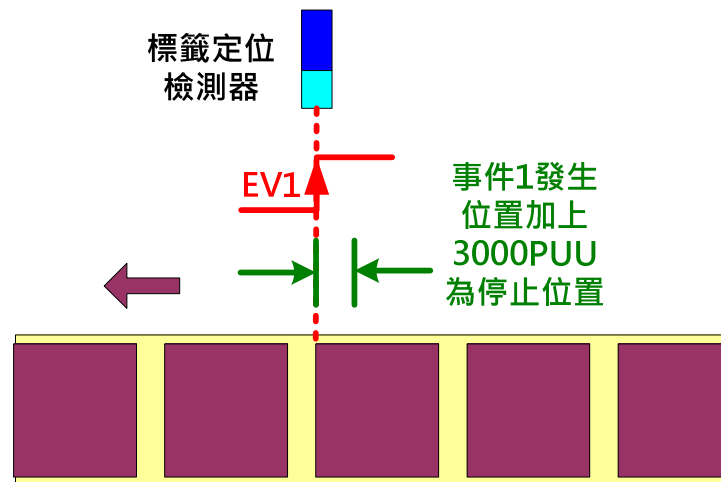 標籤定位
檢測器
EV1
事件1發生
位置加上
3000PUU
為停止位置